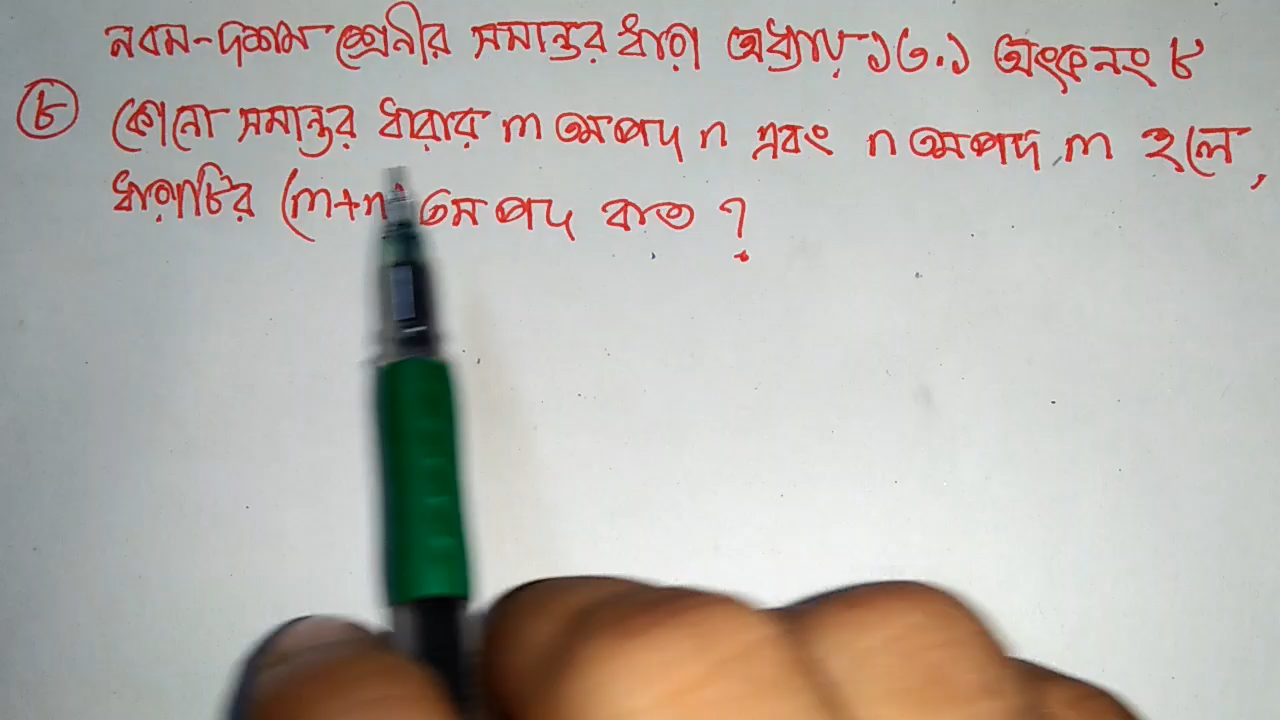 নবম-দশম শ্রেনীর সমান্তর ধারা অধ্যায় ১৩.১ অংক নং ৮
৮ কোনো সমান্তর ধারার m তম পদ n এবং n তম পদ m হলে,
ধারাটির (m+n) তম পদ কত ?